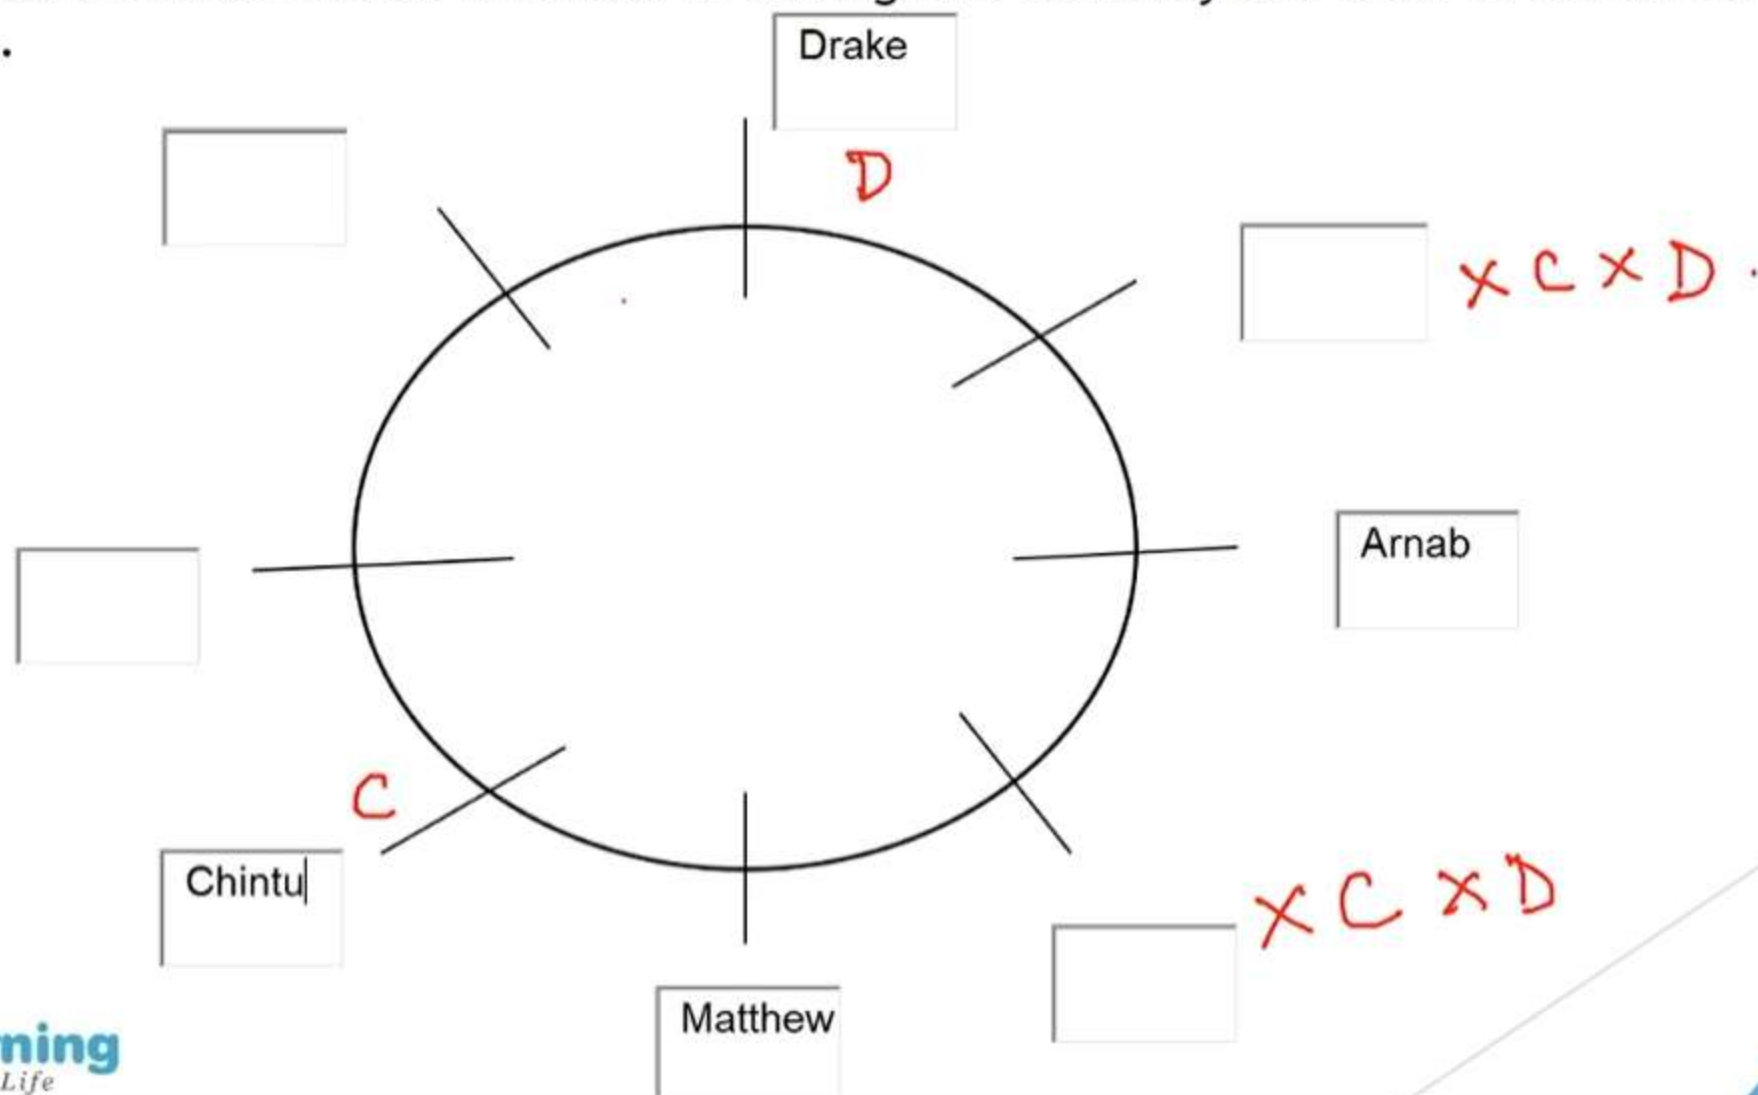 .
Drake
D
X C X D .
Arnab
C
Chintu
X C X D
Matthew
ning
Life